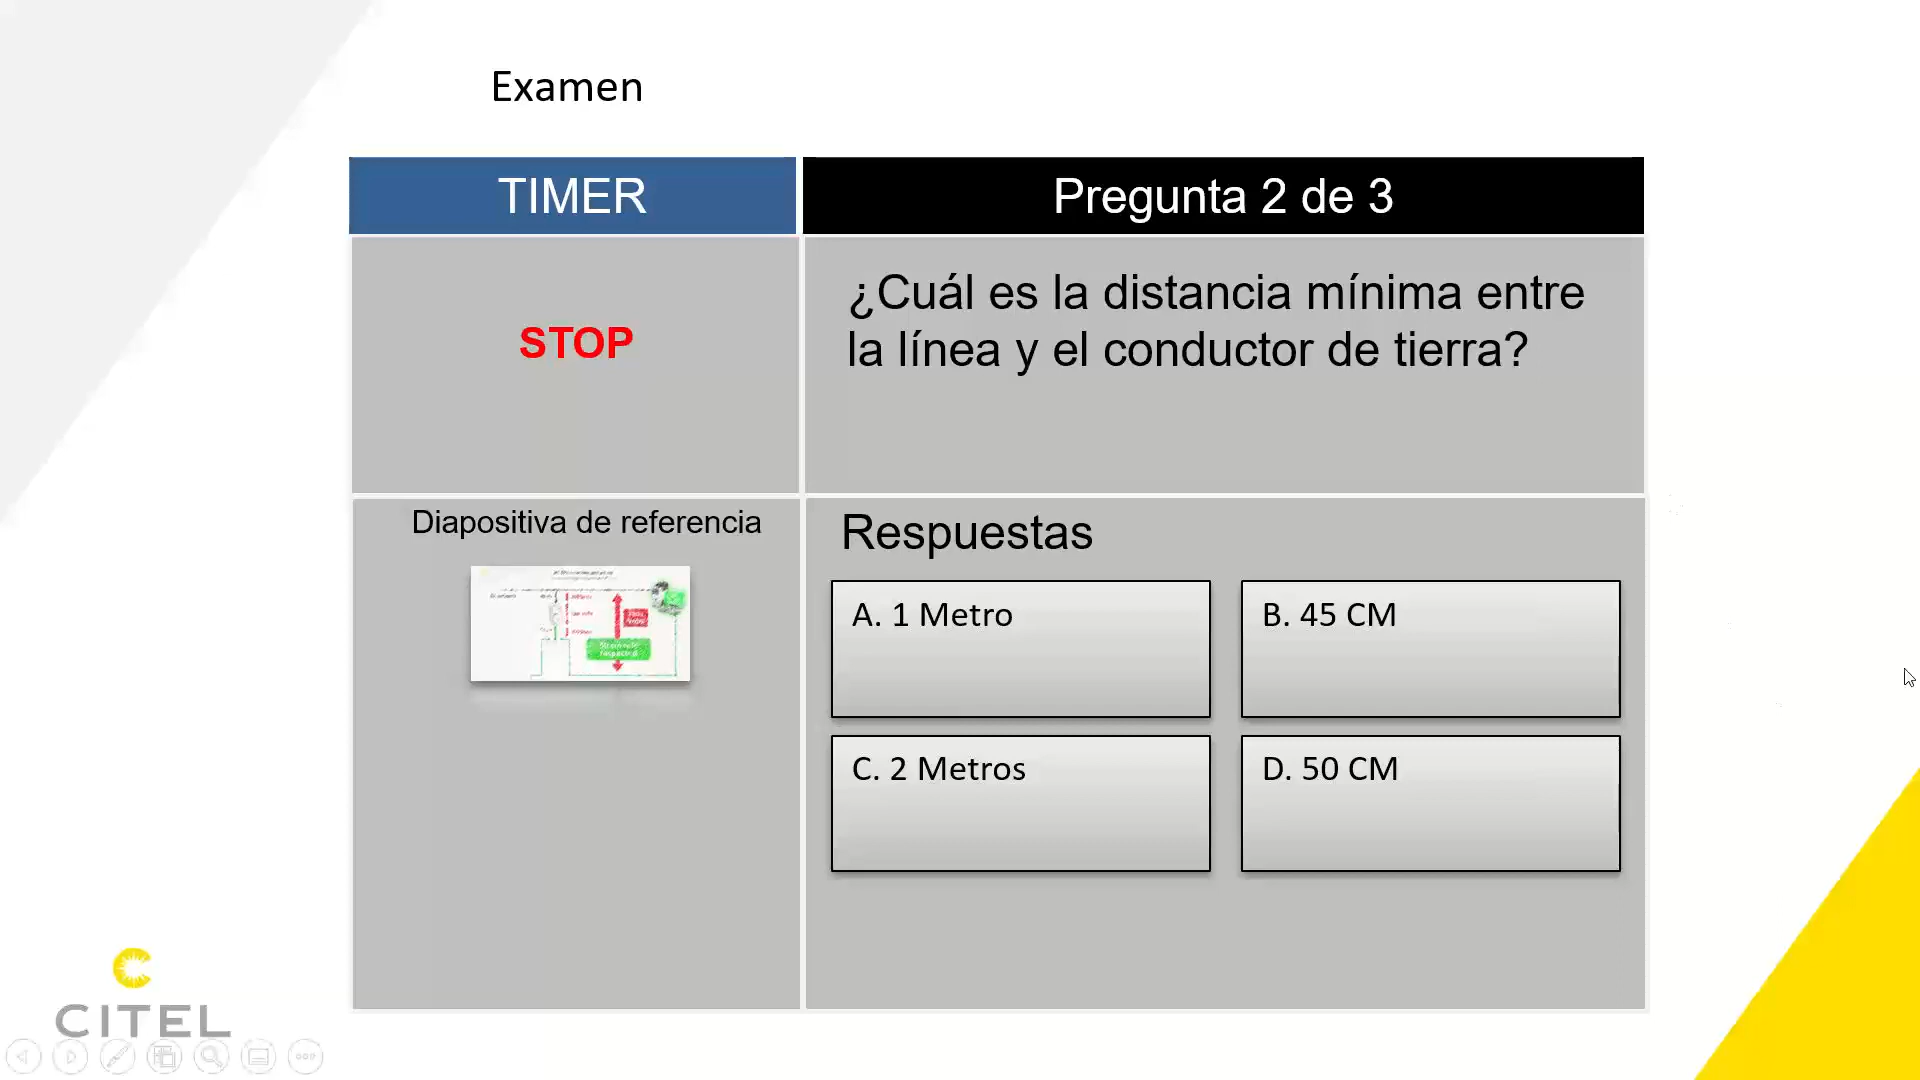 Examen
TIMER
Pregunta 2 de 3
STOP
¿Cuál es la distancia mínima entre
la línea y el conductor de tierra?
Diapositiva de referencia
Respuestas
A. 1 Metro
B. 45 CM
C. 2 Metros
D. 50 CM
CITEL